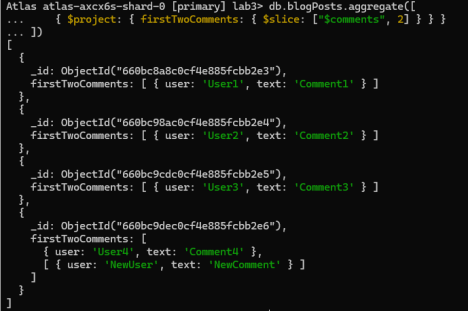 Atlas atlas-axcx6s-shard-0 [primary] lab3> db.blogPosts.aggregate([
...     { $project: { firstTwoComments: { $slice: ["$comments", 2] } } }
... ])
[
  {
    _id: ObjectId("660bc8a8c0cf4e885fcbb2e3"),
    firstTwoComments: [ { user: 'User1', text: 'Comment1' } ]
  },
  {
    _id: ObjectId("660bc98ac0cf4e885fcbb2e4"),
    firstTwoComments: [ { user: 'User2', text: 'Comment2' } ]
  },
  {
    _id: ObjectId("660bc9cdc0cf4e885fcbb2e5"),
    firstTwoComments: [ { user: 'User3', text: 'Comment3' } ]
  },
  {
    _id: ObjectId("660bc9dec0cf4e885fcbb2e6"),
    firstTwoComments: [
      { user: 'User4', text: 'Comment4' },
      [ { user: 'NewUser', text: 'NewComment' } ]
    ]
  }
]